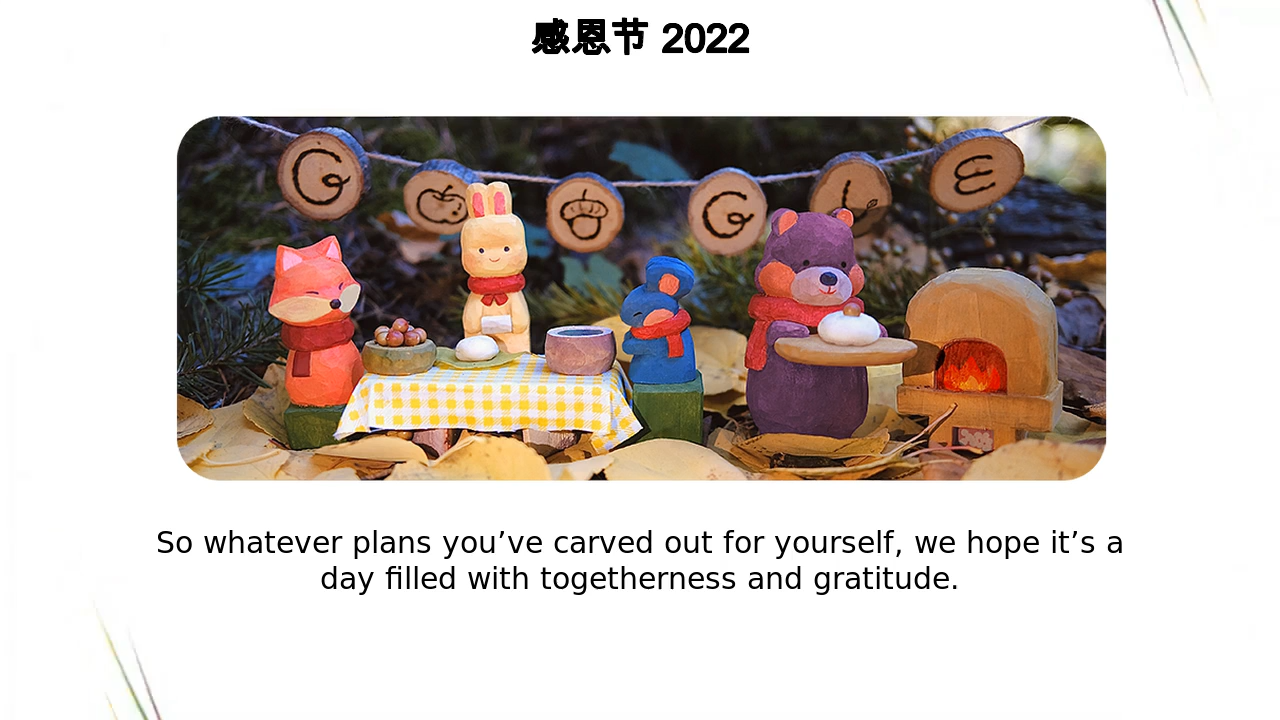 感恩节 2022
G G L E
So whatever plans you’ve carved out for yourself, we hope it’s a
day filled with togetherness and gratitude.